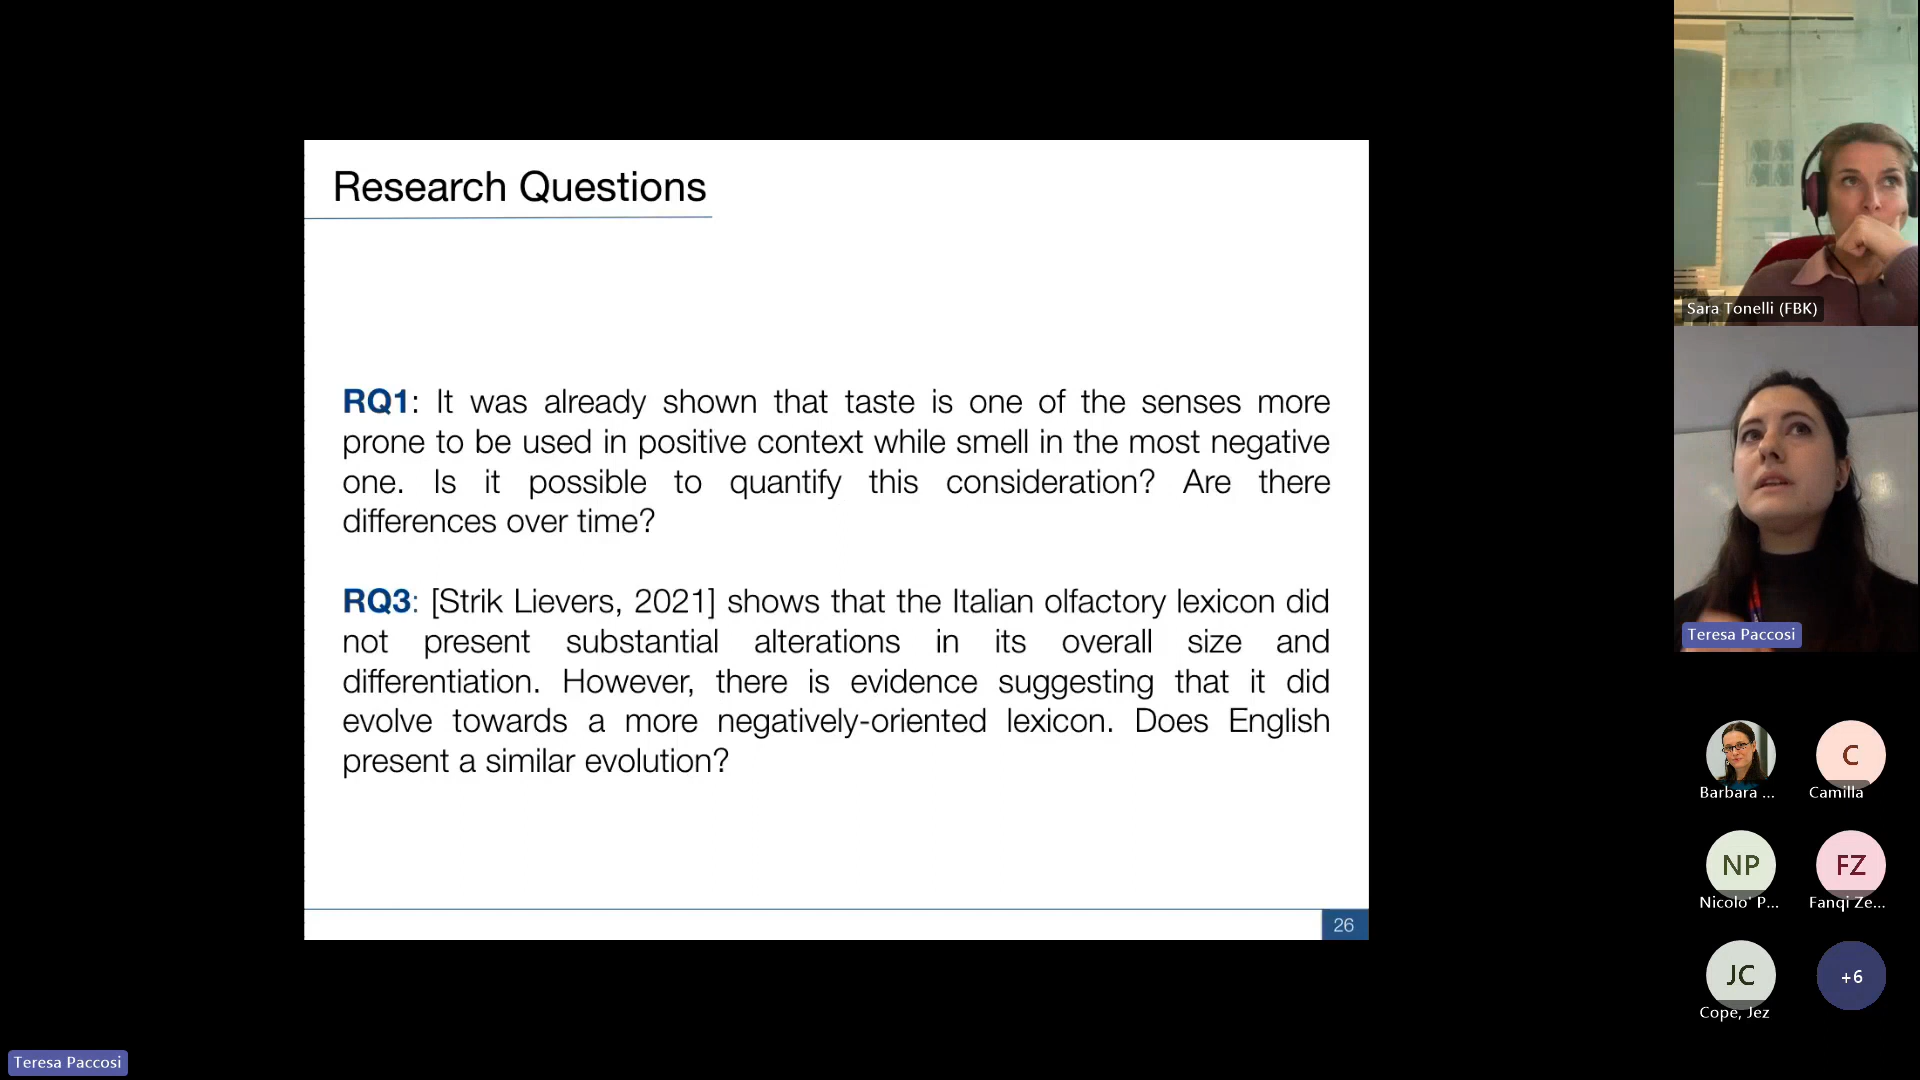 Research Questions
RQ1: It was already shown that taste is one of the senses more
prone to be used in positive context while smell in the most negative
one. Is it possible to quantify this consideration? Are there
differences over time?
RQ3: [Strik Lievers, 2021] shows that the Italian olfactory lexicon did
not present substantial alterations in its overall size and
differentiation. However, there is evidence suggesting that it did
evolve towards a more negatively-oriented lexicon. Does English
present a similar evolution?
26
Sara Tonelli (FBK)
Teresa Paccosi
Barbara ...
C
Camilla
NP
Nicolo' P...
FZ
Fanqi Ze...
JC
Cope, Jez
+6
Teresa Paccosi